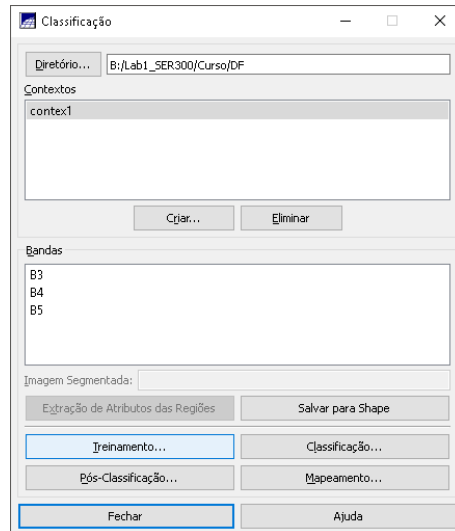 Classificação
Diretório... B:/Lab1_SER300/Curso/DF
Contextos
contex1
Criar... Eliminar
Bandas
B3
B4
B5
Imagem Segmentada:
Extração de Atributos das Regiões Salvar para Shape
Treinamento... Classificação...
Pós-Classificação... Mapeamento...
Fechar Ajuda